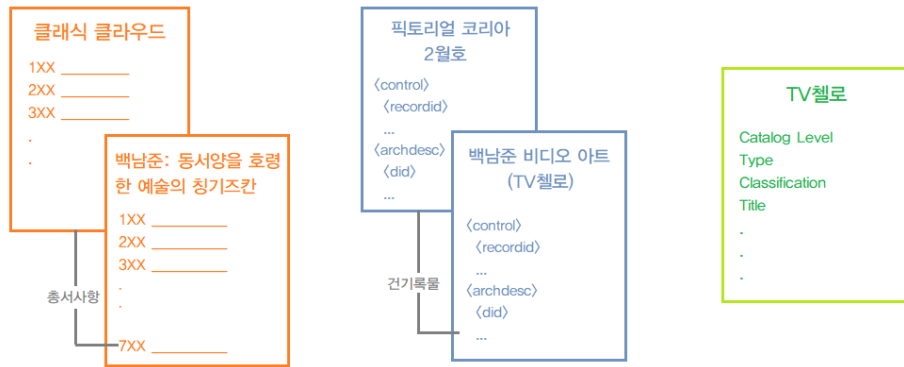 클래식 클라우드
1XX
2XX
3XX
.
.
백남준: 동서양을 호령
한 예술의 칭기즈칸
1XX
2XX
3XX
.
.
7XX
총서사항
픽토리얼 코리아
2월호
〈control〉
〈recordid〉
...
〈archdesc〉
〈did〉
...
백남준 비디오 아트
(TV첼로)
〈control〉
〈recordid〉
...
〈archdesc〉
〈did〉
...
건기록물
TV첼로
Catalog Level
Type
Classification
Title
.
.
.